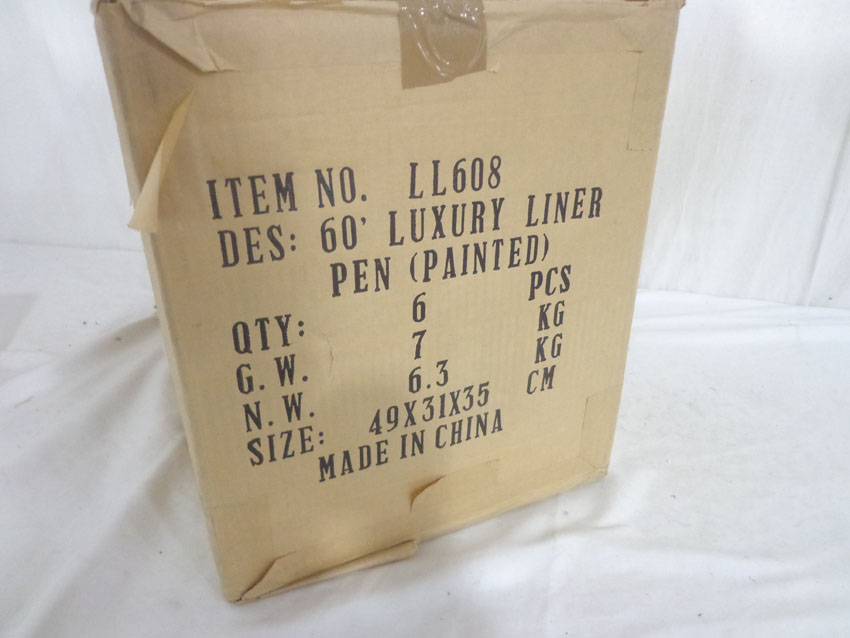 ITEM NO. LL608
DES: 60' LUXURY LINER
PEN (PAINTED)
QTY: 6 PCS
G.W. 7 KG
N.W. 6.3 KG
SIZE: 49X31X35 CM
MADE IN CHINA